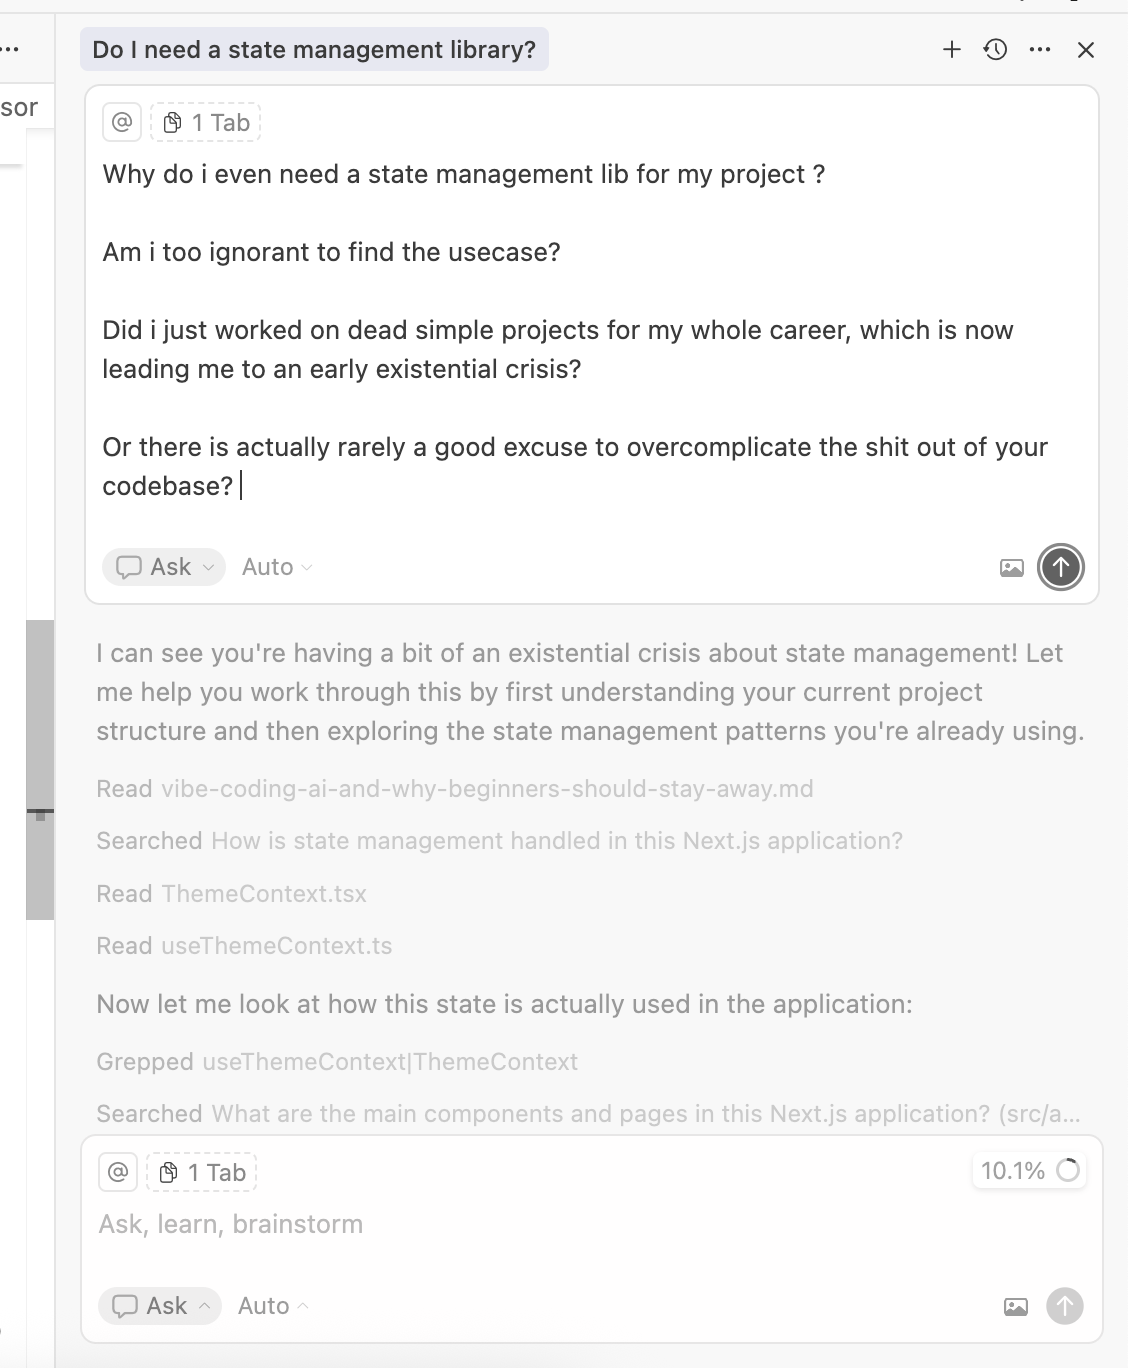 Do I need a state management library?
sor
@ 1 Tab
Why do i even need a state management lib for my project ?
Am i too ignorant to find the usecase?
Did i just worked on dead simple projects for my whole career, which is now
leading me to an early existential crisis?
Or there is actually rarely a good excuse to overcomplicate the shit out of your
codebase?
Ask Auto
I can see you're having a bit of an existential crisis about state management! Let
me help you work through this by first understanding your current project
structure and then exploring the state management patterns you're already using.
Read vibe-coding-ai-and-why-beginners-should-stay-away.md
Searched How is state management handled in this Next.js application?
Read ThemeContext.tsx
Read useThemeContext.ts
Now let me look at how this state is actually used in the application:
Grepped useThemeContext|ThemeContext
Searched What are the main components and pages in this Next.js application? (src/a...
@ 1 Tab 10.1%
Ask, learn, brainstorm
Ask Auto